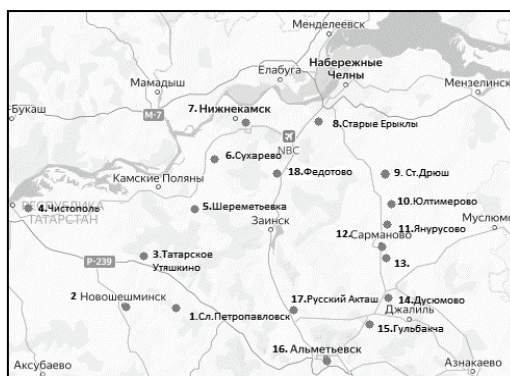 Менделеевск
Набережные
Челны
Елабуга
Мамадыш
Мензелинск
-Букаш
М-7
7. Нижнекамск
8.Старые Ерыклы
NBC
6.Сухарево
18.Федотово
9. Ст.Дрюш
Камские Поляны
10.Юлтимерово
РЕСПУБЛИКА
4.Чистополь
ТАТАРСТАН
5.Шереметьевка
11.Янурусово
Муслюмо
Заинск
12.
Сарманово
3.Татарское
Утяшкино
13.
Р-239
2 Новошешминск
1.Сл.Петропавловск
17.Русский Акташ
14.Дусюмово
Джалиль
15.Гульбакча
16. Альметьевск
Аксубаево
Азнакаево